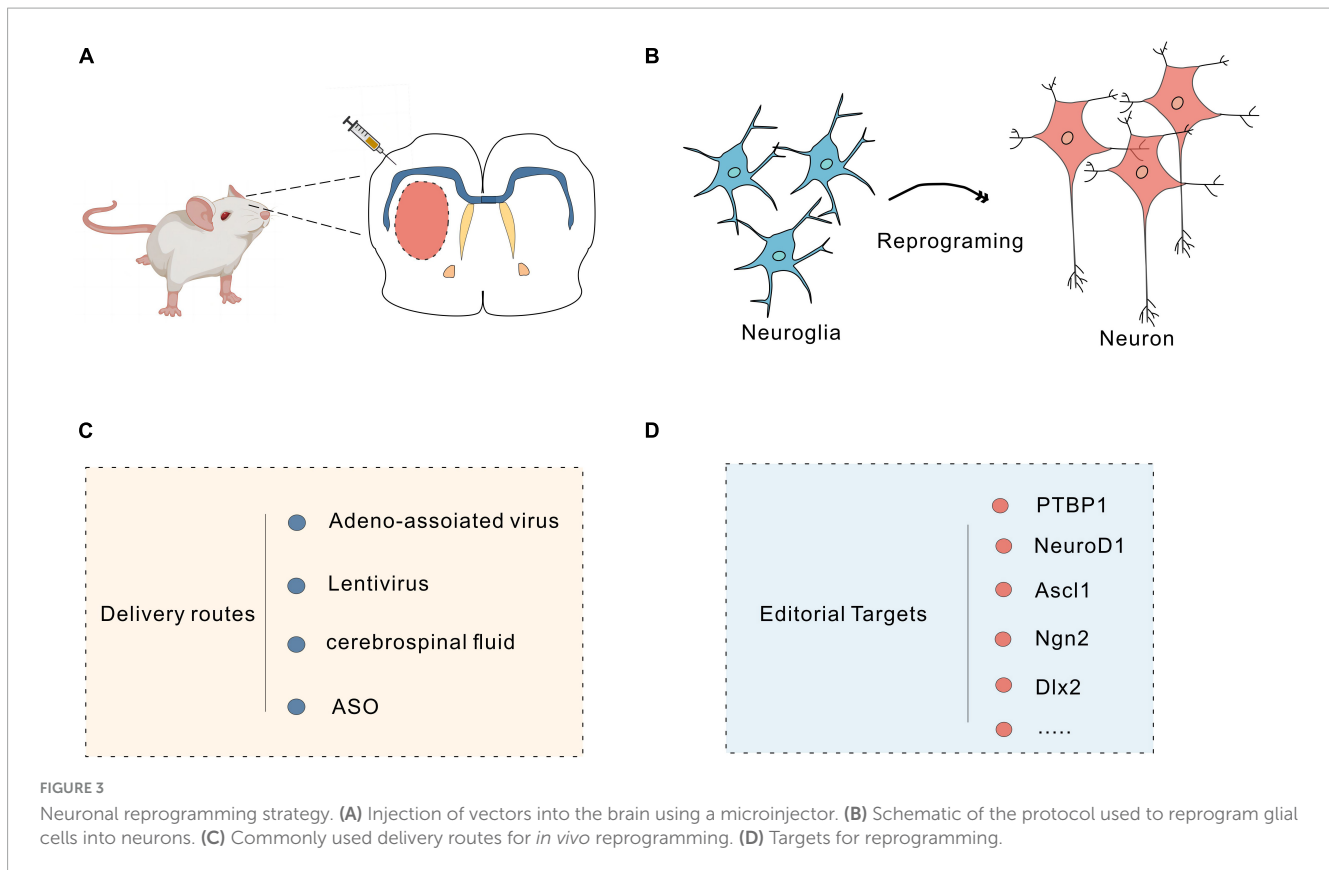 A
B
Reprograming
Neuroglia
Neuron
C
Delivery routes
Adeno-assoiated virus
Lentivirus
cerebrospinal fluid
ASO
D
Editorial Targets
PTBP1
NeuroD1
Ascl1
Ngn2
Dlx2
.....
FIGURE 3
Neuronal reprogramming strategy. (A) Injection of vectors into the brain using a microinjector. (B) Schematic of the protocol used to reprogram glial
cells into neurons. (C) Commonly used delivery routes for in vivo reprogramming. (D) Targets for reprogramming.